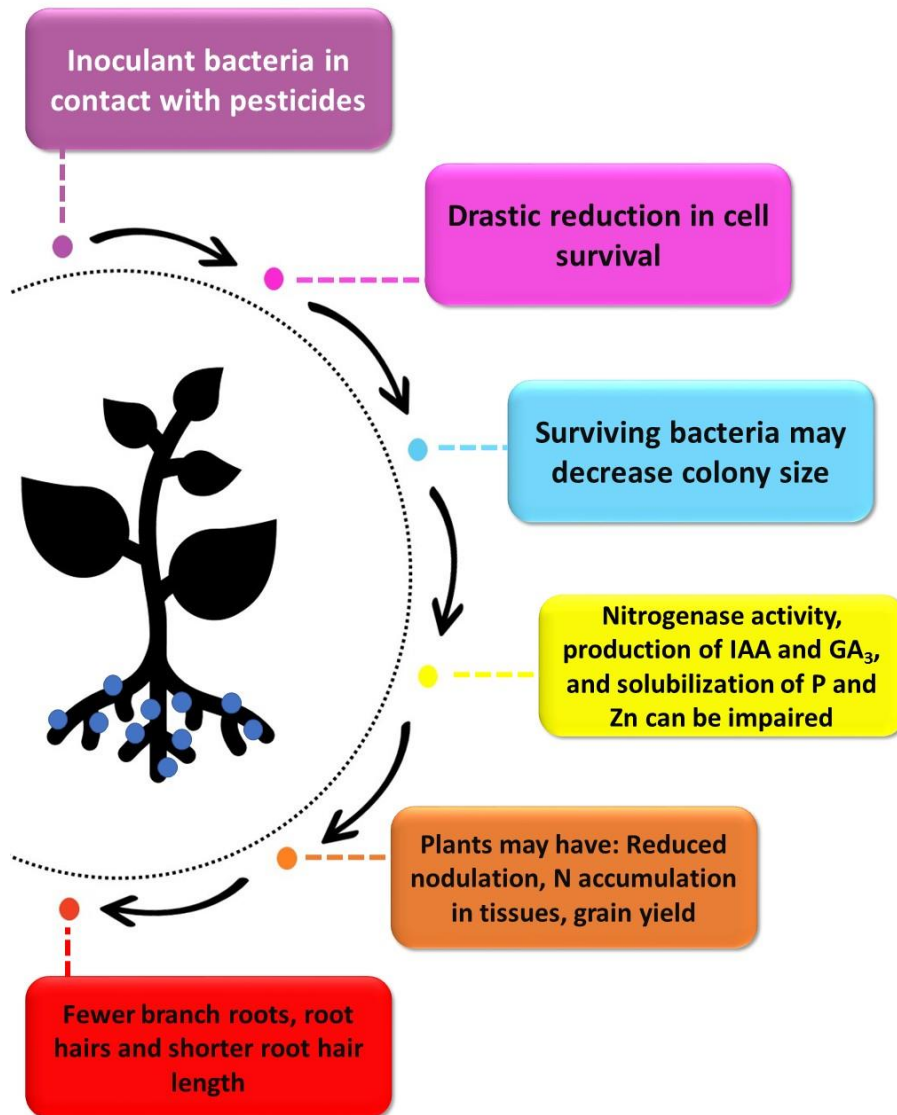 Inoculant bacteria in
contact with pesticides
Drastic reduction in cell
survival
Surviving bacteria may
decrease colony size
Nitrogenase activity,
production of IAA and GA₃,
and solubilization of P and
Zn can be impaired
Plants may have: Reduced
nodulation, N accumulation
in tissues, grain yield
Fewer branch roots, root
hairs and shorter root hair
length